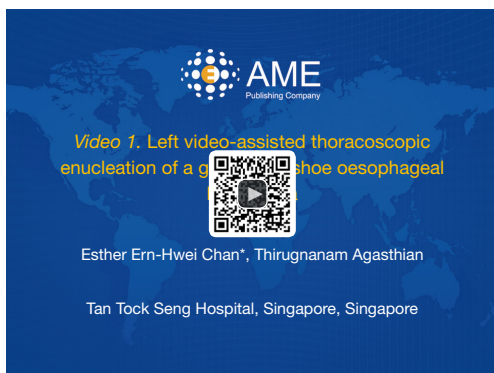 AME
Publishing Company
Video 1. Left video-assisted thoracoscopic
enucleation of a shoe oesophageal
Esther Ern-Hwei Chan*, Thirugnanam Agasthian
Tan Tock Seng Hospital, Singapore, Singapore